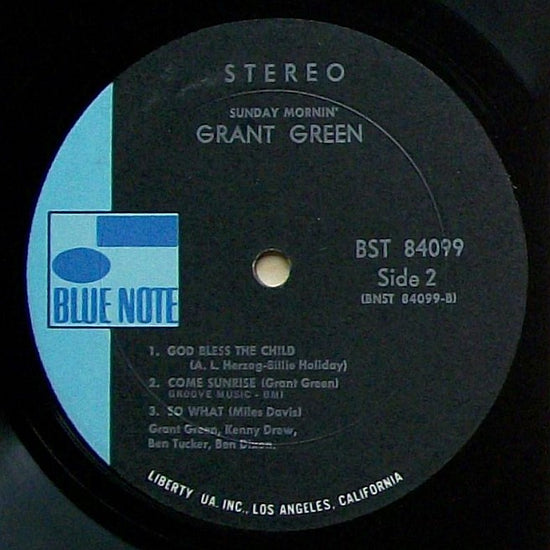 STEREO
SUNDAY MORNIN'
GRANT GREEN
BST 84099
Side 2
(BNST 84099-B)
BLUE NOTE
1. GOD BLESS THE CHILD
(A. L. Herzog-Billie Holiday)
2. COME SUNRISE (Grant Green)
GROOVE MUSIC - BMI
3. SO WHAT (Miles Davis)
Grant Green, Kenny Drew,
Ben Tucker, Ben Dixon.
LIBERTY UA. INC., LOS ANGELES, CALIFORNIA